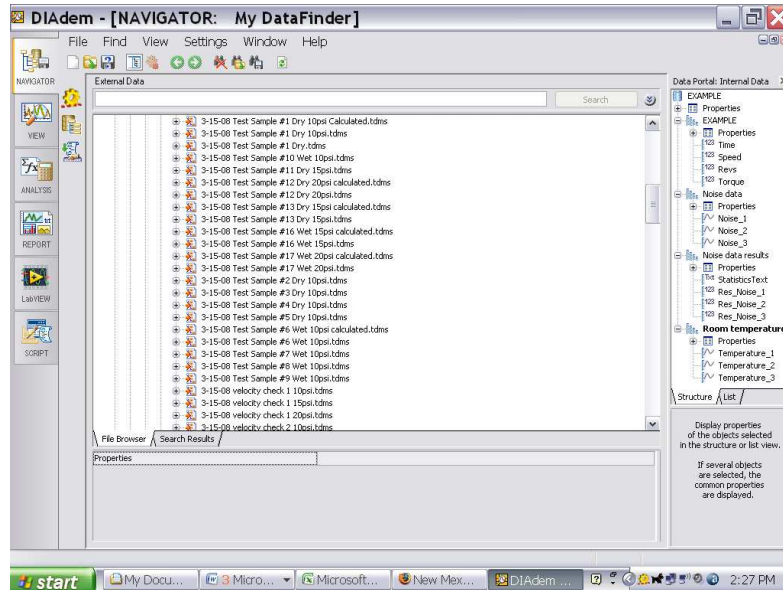 DIAdem - [NAVIGATOR: My DataFinder]
File Find View Settings Window Help
NAVIGATOR
VIEW
ANALYSIS
REPORT
LabVIEW
SCRIPT
External Data
Search
3-15-08 Test Sample #1 Dry 10psi Calculated.tdms
3-15-08 Test Sample #1 Dry 10psi.tdms
3-15-08 Test Sample #1 Dry.tdms
3-15-08 Test Sample #10 Wet 10psi.tdms
3-15-08 Test Sample #11 Dry 15psi.tdms
3-15-08 Test Sample #12 Dry 20psi calculated.tdms
3-15-08 Test Sample #12 Dry 20psi.tdms
3-15-08 Test Sample #13 Dry 15psi calculated.tdms
3-15-08 Test Sample #13 Dry 15psi.tdms
3-15-08 Test Sample #16 Wet 15psi calculated.tdms
3-15-08 Test Sample #16 Wet 15psi.tdms
3-15-08 Test Sample #17 Wet 20psi calculated.tdms
3-15-08 Test Sample #17 Wet 20psi.tdms
3-15-08 Test Sample #2 Dry 10psi.tdms
3-15-08 Test Sample #3 Dry 10psi.tdms
3-15-08 Test Sample #4 Dry 10psi.tdms
3-15-08 Test Sample #5 Dry 10psi.tdms
3-15-08 Test Sample #6 Wet 10psi calculated.tdms
3-15-08 Test Sample #6 Wet 10psi.tdms
3-15-08 Test Sample #7 Wet 10psi.tdms
3-15-08 Test Sample #8 Wet 10psi.tdms
3-15-08 Test Sample #9 Wet 10psi.tdms
3-15-08 velocity check 1 10psi.tdms
3-15-08 velocity check 1 15psi.tdms
3-15-08 velocity check 1 20psi.tdms
3-15-08 velocity check 2 10psi.tdms
File Browser Search Results
Properties
Data Portal: Internal Data
EXAMPLE
Properties
EXAMPLE
Properties
123 Time
123 Speed
123 Revs
123 Torque
Noise data
Properties
Noise_1
Noise_2
Noise_3
Noise data results
Properties
Txt StatisticsText
123 Res_Noise_1
123 Res_Noise_2
123 Res_Noise_3
Room temperature
Properties
Temperature_1
Temperature_2
Temperature_3
Structure List
Display properties
of the objects selected
in the structure or list view.
If several objects
are selected, the
common properties
are displayed.
start My Docu... 3 Micro... Microsoft... New Mex... DIAdem ... 2:27 PM